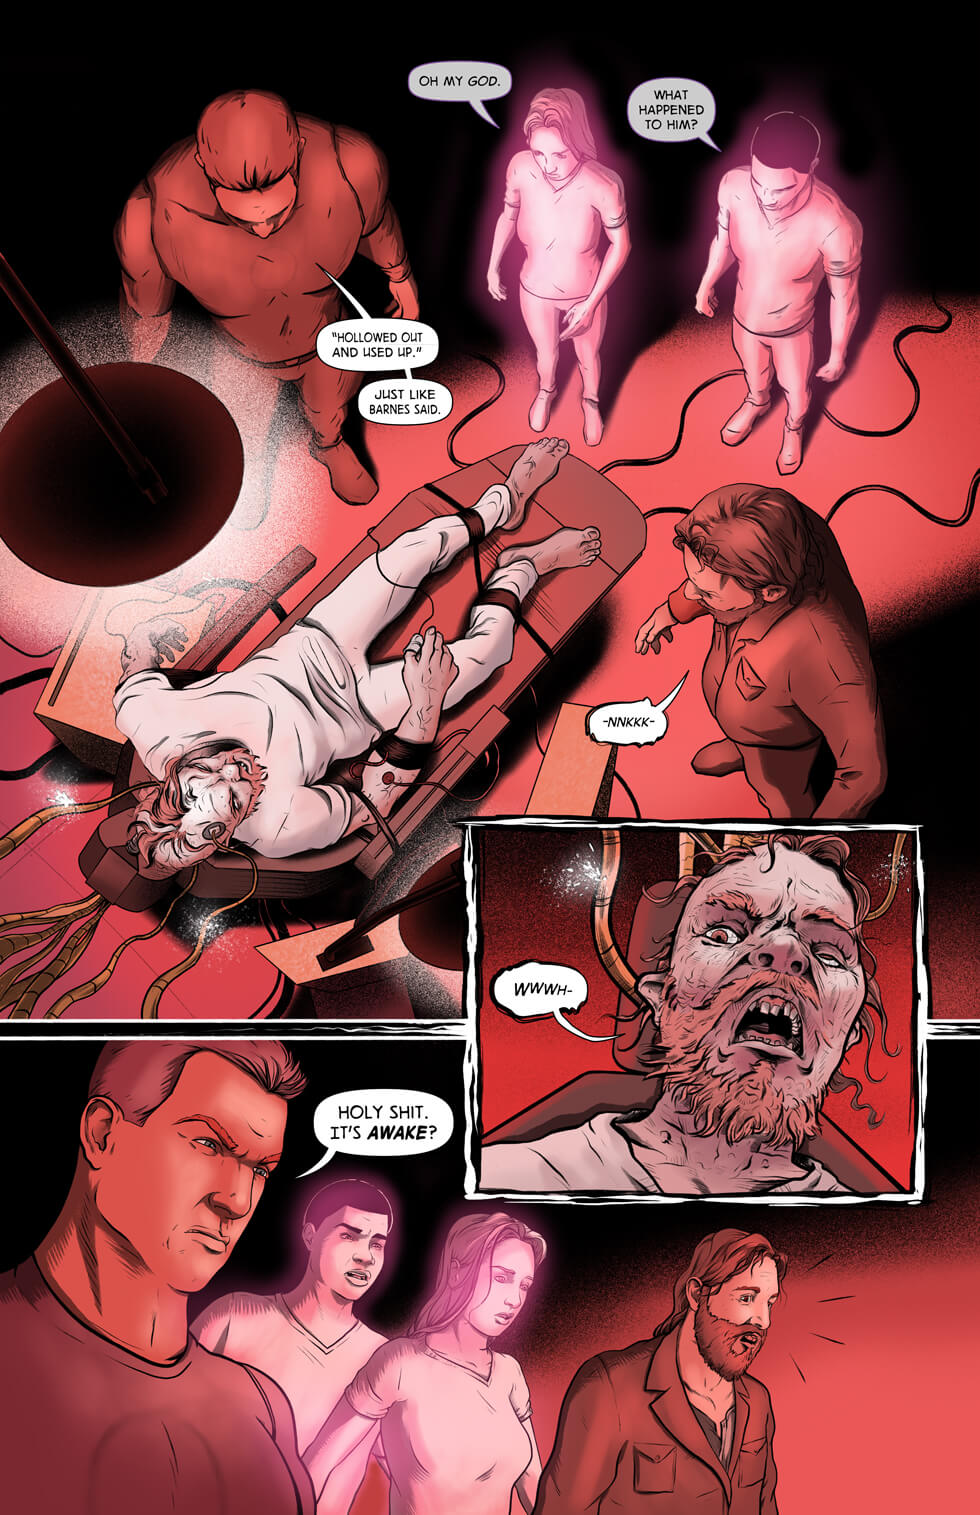 OH MY GOD.
WHAT
HAPPENED
TO HIM?
"HOLLOWED OUT
AND USED UP."
JUST LIKE
BARNES SAID.
-NNKKK-
WWWH-
HOLY SHIT.
IT'S AWAKE?